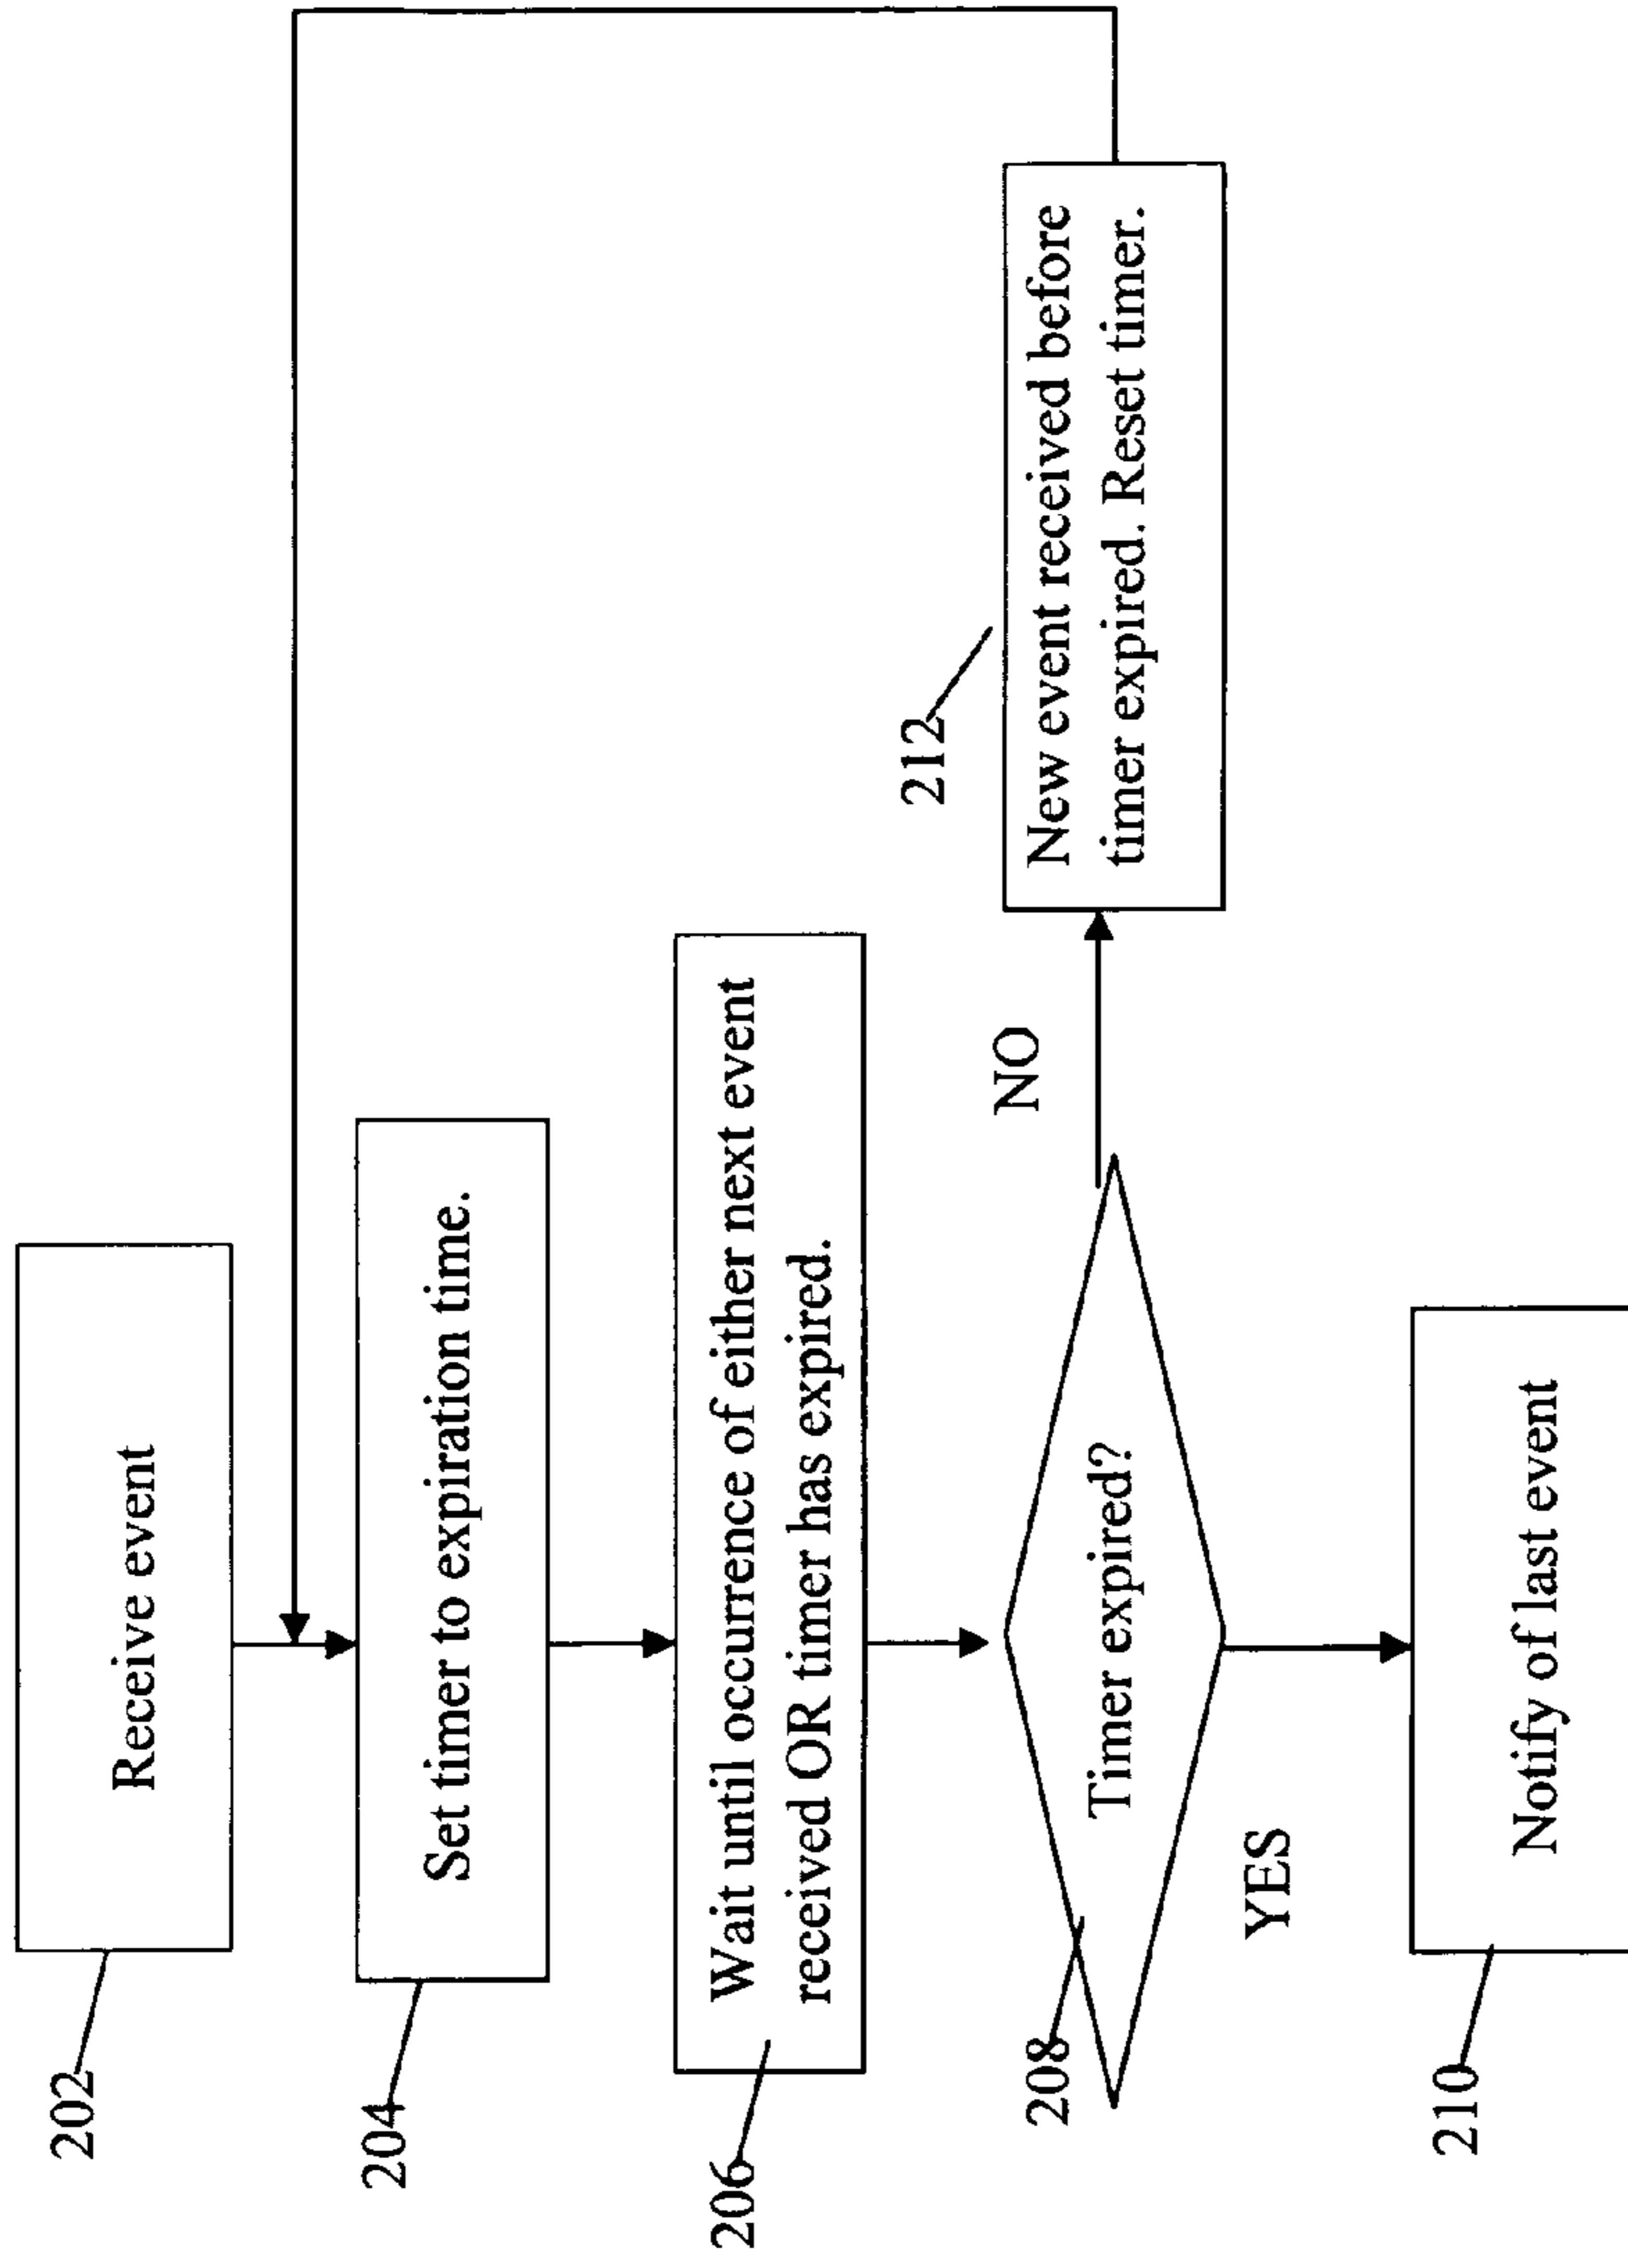 202
Receive event
204
Set timer to expiration time.
206
Wait until occurrence of either next event
received OR timer has expired.
208
Timer expired?
NO
212
New event received before
timer expired. Reset timer.
YES
210
Notify of last event